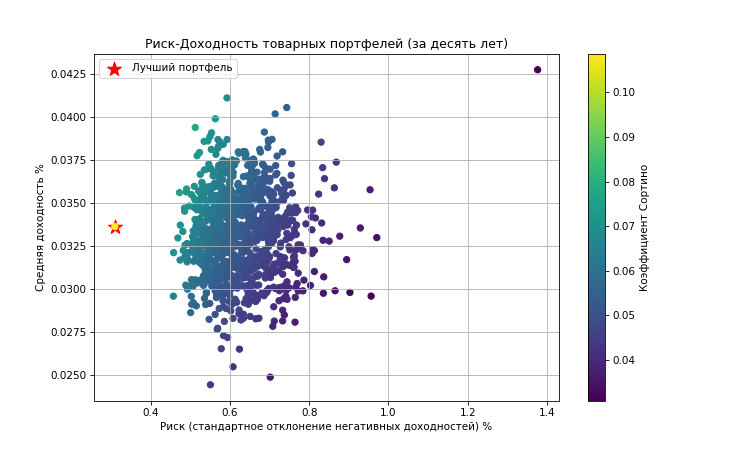 Риск-Доходность товарных портфелей (за десять лет)
Лучший портфель
Средняя доходность %
0.0425
0.0400
0.0375
0.0350
0.0325
0.0300
0.0275
0.0250
0.4 0.6 0.8 1.0 1.2 1.4
Риск (стандартное отклонение негативных доходностей) %
0.10
0.09
0.08
0.07
0.06
0.05
0.04
Коэффициент Сортино